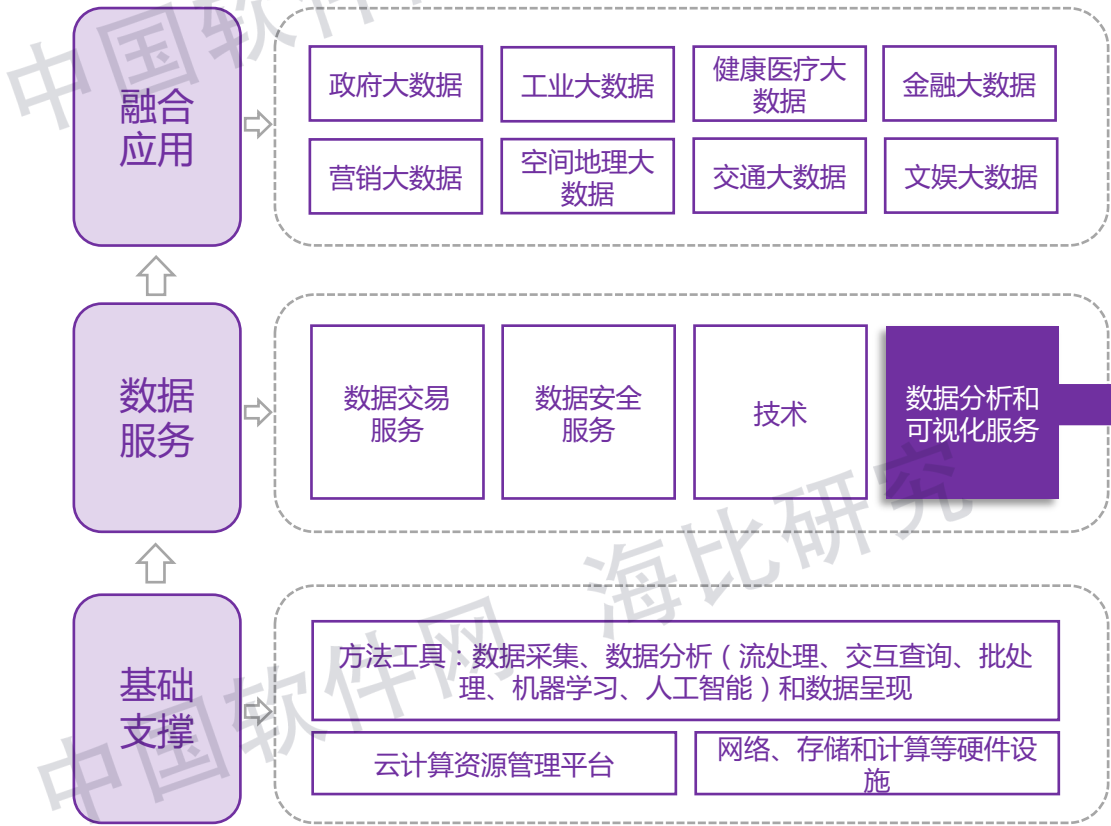 中国软件
融合
应用
政府大数据
工业大数据
健康医疗大
数据
金融大数据
营销大数据
空间地理大
数据
交通大数据
文娱大数据
数据
服务
数据交易
服务
数据安全
服务
技术
数据分析和
可视化服务
基础
支撑
方法工具：数据采集、数据分析（流处理、交互查询、批处
理、机器学习、人工智能）和数据呈现
云计算资源管理平台
网络、存储和计算等硬件设
施
中国软件网 海比研究